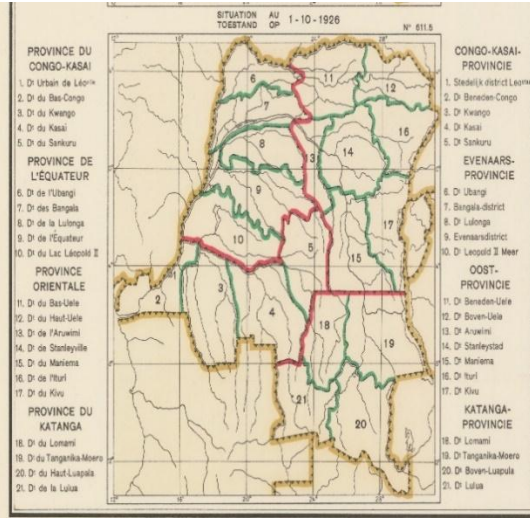 SITUATION AU 1-10-1926
TOESTAND OP
N° 611.5
PROVINCE DU
CONGO-KASAI
1. Dt Urbain de Léo
2. Dt du Bas-Congo
3. Dt du Kwango
4. Dt du Kasai
5. Dt du Sankuru
PROVINCE DE
L'ÉQUATEUR
6. Dt de l'Ubangi
7. Dt des Bangala
8. Dt de la Lulonga
9. Dt de l'Équateur
10. Dt du Lac Léopold II
PROVINCE
ORIENTALE
11. Dt du Bas-Uele
12. Dt du Haut-Uele
13. Dt de l'Aruwimi
14. Dt de Stanleyville
15. Dt du Maniema
16. Dt de l'Ituri
17. Dt du Kivu
PROVINCE DU
KATANGA
18. Dt du Lomami
19. Dt du Tanganika-Moero
20. Dt du Haut-Luapala
21. Dt de la Lulua
6
11
12
7
16
8
13
14
9
17
10
5
15
1
2
3
4
18
19
21
20
CONGO-KASAI-
PROVINCIE
1. Stedelijk district
2. Dt Beneden-Congo
3. Dt Kwango
4. Dt Kasai
5. Dt Sankuru
EVENAARS-
PROVINCIE
6. Dt Ubangi
7. Bangala-district
8. Dt Lulonga
9. Evenaarsdistrict
10. Dt Leopold II Meer
OOST-
PROVINCIE
11. Dt Beneden-Uele
12. Dt Boven-Uele
13. Dt Aruwimi
14. Dt Stanleystad
15. Dt Maniema
16. Dt Ituri
17. Dt Kivu
KATANGA-
PROVINCIE
18. Dt Lomami
19. Dt Tanganika-Moero
20. Dt Boven-Luapula
21. Dt Lulua